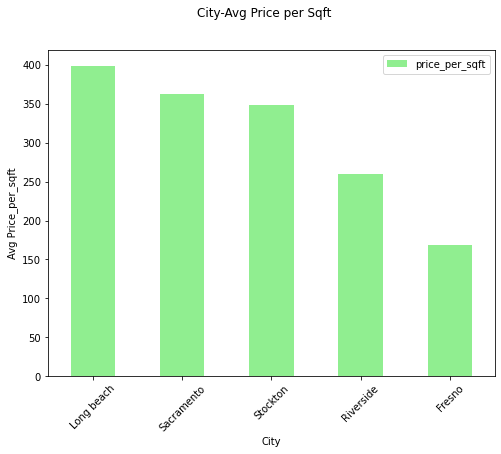 City-Avg Price per Sqft
price_per_sqft
400
350
300
250
200
150
100
50
0
Avg Price_per_sqft
Long beach
Sacramento
Stockton
Riverside
Fresno
City